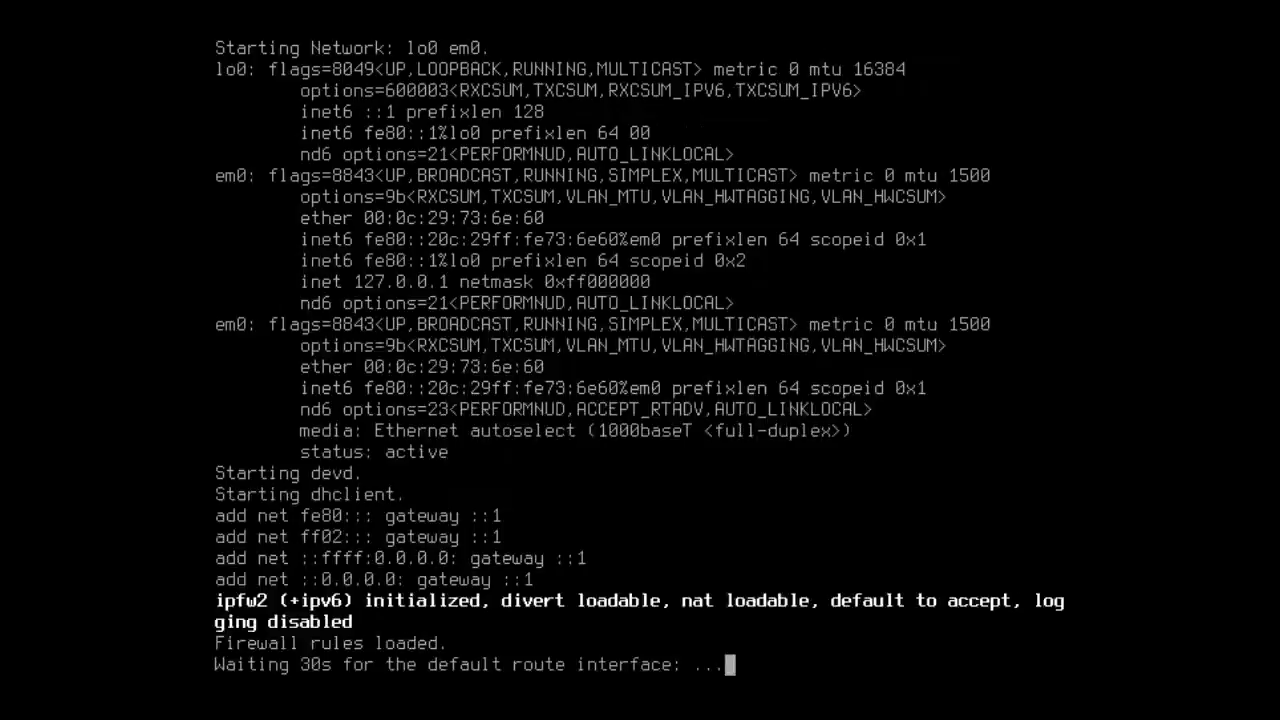 Starting Network: lo0 em0.
lo0: flags=8049<UP,LOOPBACK,RUNNING,MULTICAST> metric 0 mtu 16384
options=600003<RXCSUM,TXCSUM,RXCSUM_IPV6,TXCSUM_IPV6>
inet6 ::1 prefixlen 128
inet6 fe80::1%lo0 prefixlen 64 00
nd6 options=21<PERFORMNUD,AUTO_LINKLOCAL>
em0: flags=8843<UP,BROADCAST,RUNNING,SIMPLEX,MULTICAST> metric 0 mtu 1500
options=9b<RXCSUM,TXCSUM,VLAN_MTU,VLAN_HWTAGGING,VLAN_HWCSUM>
ether 00:0c:29:73:6e:60
inet6 fe80::20c:29ff:fe73:6e60%em0 prefixlen 64 scopeid 0x1
inet6 fe80::1%lo0 prefixlen 64 scopeid 0x2
inet 127.0.0.1 netmask 0xff000000
nd6 options=21<PERFORMNUD,AUTO_LINKLOCAL>
em0: flags=8843<UP,BROADCAST,RUNNING,SIMPLEX,MULTICAST> metric 0 mtu 1500
options=9b<RXCSUM,TXCSUM,VLAN_MTU,VLAN_HWTAGGING,VLAN_HWCSUM>
ether 00:0c:29:73:6e:60
inet6 fe80::20c:29ff:fe73:6e60%em0 prefixlen 64 scopeid 0x1
nd6 options=23<PERFORMNUD,ACCEPT_RTADV,AUTO_LINKLOCAL>
media: Ethernet autoselect (1000baseT <full-duplex>)
status: active
Starting devd.
Starting dhclient.
add net fe80::: gateway ::1
add net ff02::: gateway ::1
add net ::ffff:0.0.0.0: gateway ::1
add net ::0.0.0.0: gateway ::1
ipfw2 (+ipv6) initialized, divert loadable, nat loadable, default to accept, log
ging disabled
Firewall rules loaded.
Waiting 30s for the default route interface: ...